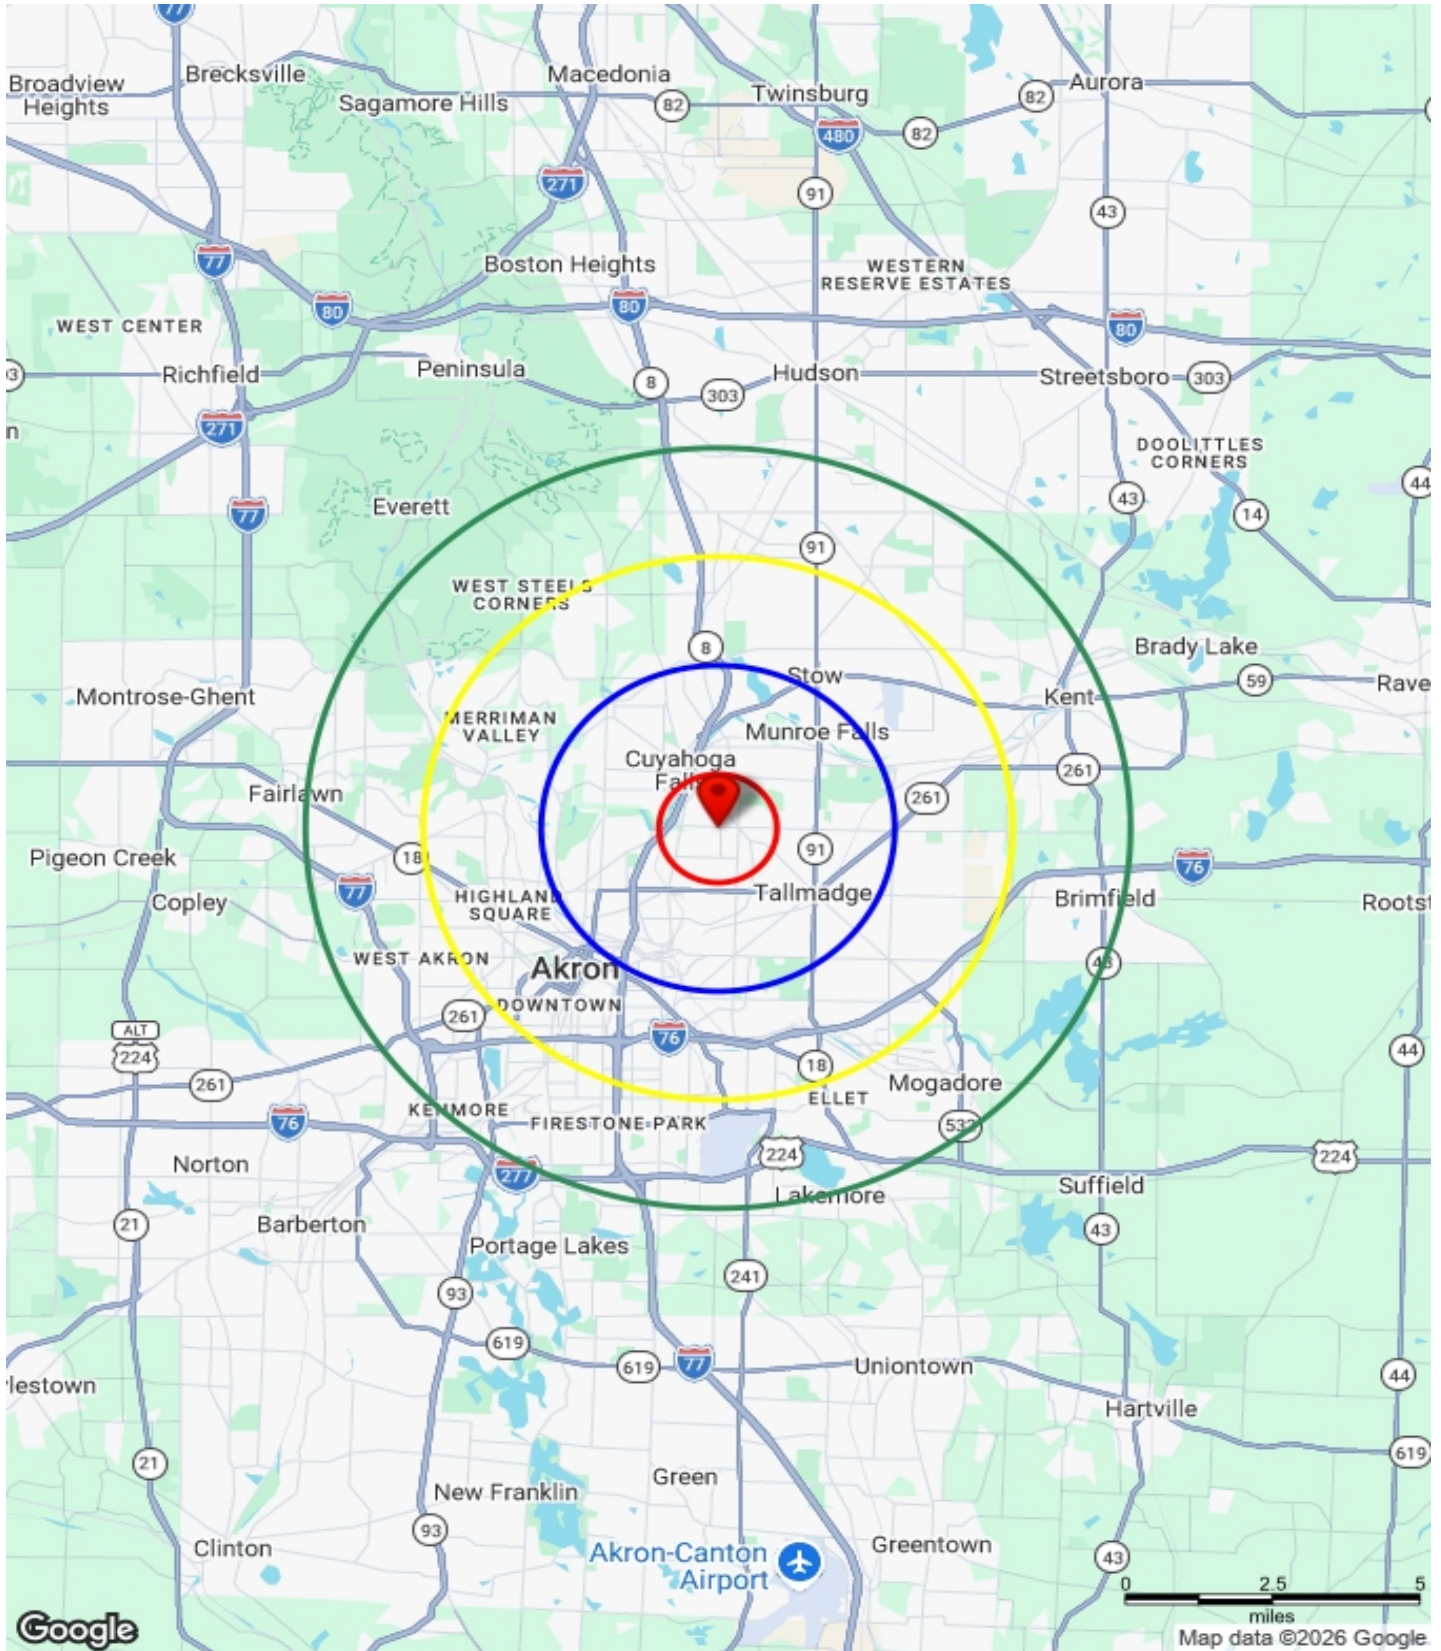 77
Broadview
Heights
Brecksville
Sagamore Hills
Macedonia
82
Twinsburg
82
Aurora
480
82
271
91
43
77
Boston Heights
WESTERN
RESERVE ESTATES
80
80
80
WEST CENTER
Richfield
Peninsula
8
303
Hudson
Streetsboro
303
271
DOOLITTLES
CORNERS
44
43
14
77
Everett
91
WEST STEELS
CORNERS
8
Brady Lake
Stow
59
Montrose-Ghent
Kent
Rave
MERRIMAN
VALLEY
Munroe Falls
Cuyahoga
Falls
261
Fairlawn
261
18
91
Pigeon Creek
76
77
Copley
HIGHLAND
SQUARE
Tallmadge
Brimfield
Rootst
WEST AKRON
Akron
43
DOWNTOWN
261
ALT
224
76
44
18
261
Mogadore
KENMORE
ELLET
76
FIRESTONE PARK
532
Norton
277
224
224
Lakemore
Suffield
21
Barberton
43
Portage Lakes
241
93
619
619
77
Uniontown
ylestown
44
Hartville
21
619
New Franklin
Green
93
Clinton
Akron-Canton
Airport
Greentown
43
0 2.5 5
miles
Google
Map data ©2026 Google